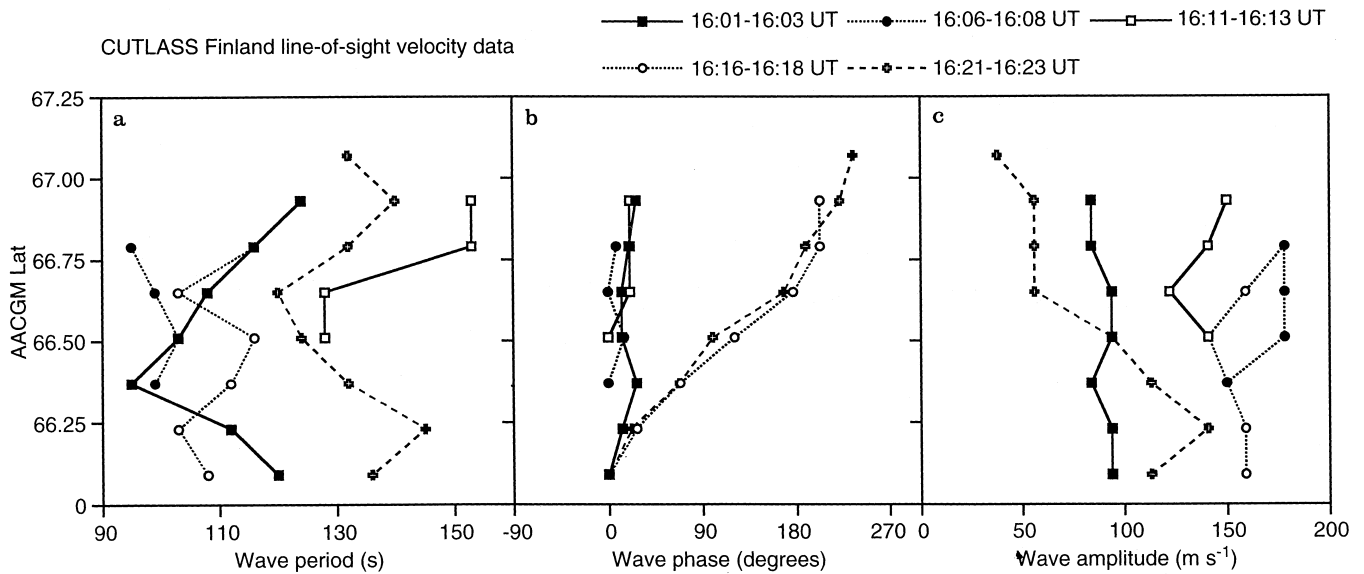 16:01-16:03 UT 16:06-16:08 UT 16:11-16:13 UT
CUTLASS Finland line-of-sight velocity data
16:16-16:18 UT 16:21-16:23 UT
67.25
67.00
66.75
66.50
66.25
0
AACGM Lat
a
90 110 130 150
Wave period (s)
b
-90 0 90 180 270
Wave phase (degrees)
c
0 50 100 150 200
Wave amplitude (m s-1)